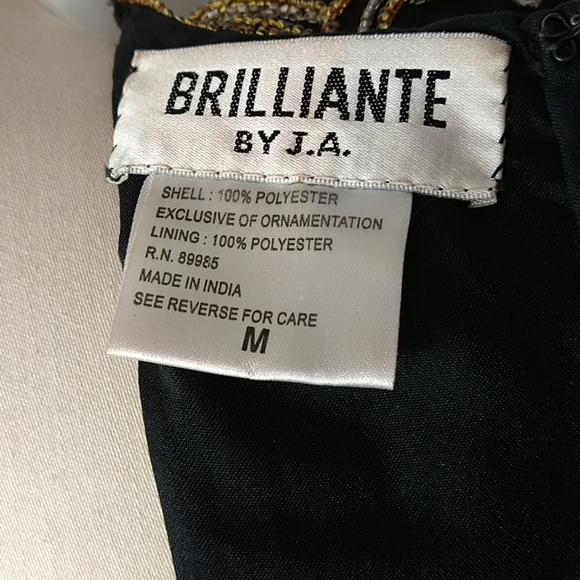 BRILLIANTE
BY J.A.
SHELL : 100% POLYESTER
EXCLUSIVE OF ORNAMENTATION
LINING : 100% POLYESTER
R.N. 89985
MADE IN INDIA
SEE REVERSE FOR CARE
M